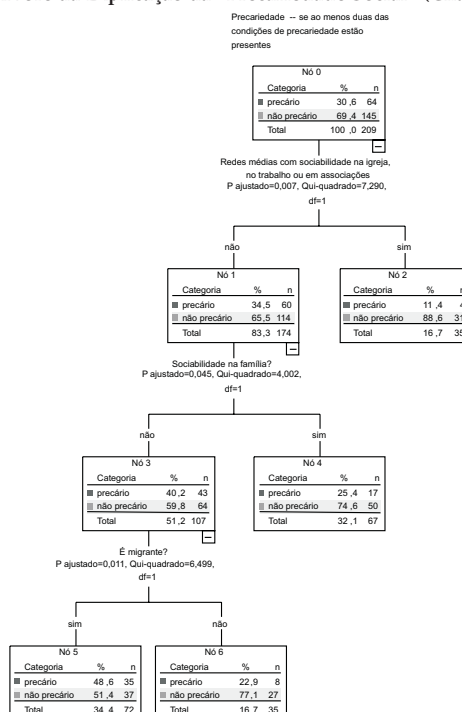 Precariedade -- se ao menos duas das
condições de precariedade estão
presentes
Nó 0
Categoria % n
precário 30 ,6 64
não precário 69 ,4 145
Total 100 ,0 209
Redes médias com sociabilidade na igreja,
no trabalho ou em associações
P ajustado=0,007, Qui-quadrado=7,290,
df=1
não sim
Nó 1
Categoria % n
precário 34,5 60
não precário 65,5 114
Total 83,3 174
Nó 2
Categoria % n
precário 11 ,4 4
não precário 88 ,6 31
Total 16 ,7 35
Sociabilidade na família?
P ajustado=0,045, Qui-quadrado=4,002,
df=1
não sim
Nó 3
Categoria % n
precário 40 ,2 43
não precário 59 ,8 64
Total 51 ,2 107
Nó 4
Categoria % n
precário 25 ,4 17
não precário 74 ,6 50
Total 32 ,1 67
É migrante?
P ajustado=0,011, Qui-quadrado=6,499,
df=1
sim não
Nó 5
Categoria % n
precário 48 ,6 35
não precário 51 ,4 37
Total 34 ,4 72
Nó 6
Categoria % n
precário 22,9 8
não precário 77,1 27
Total 16,7 35